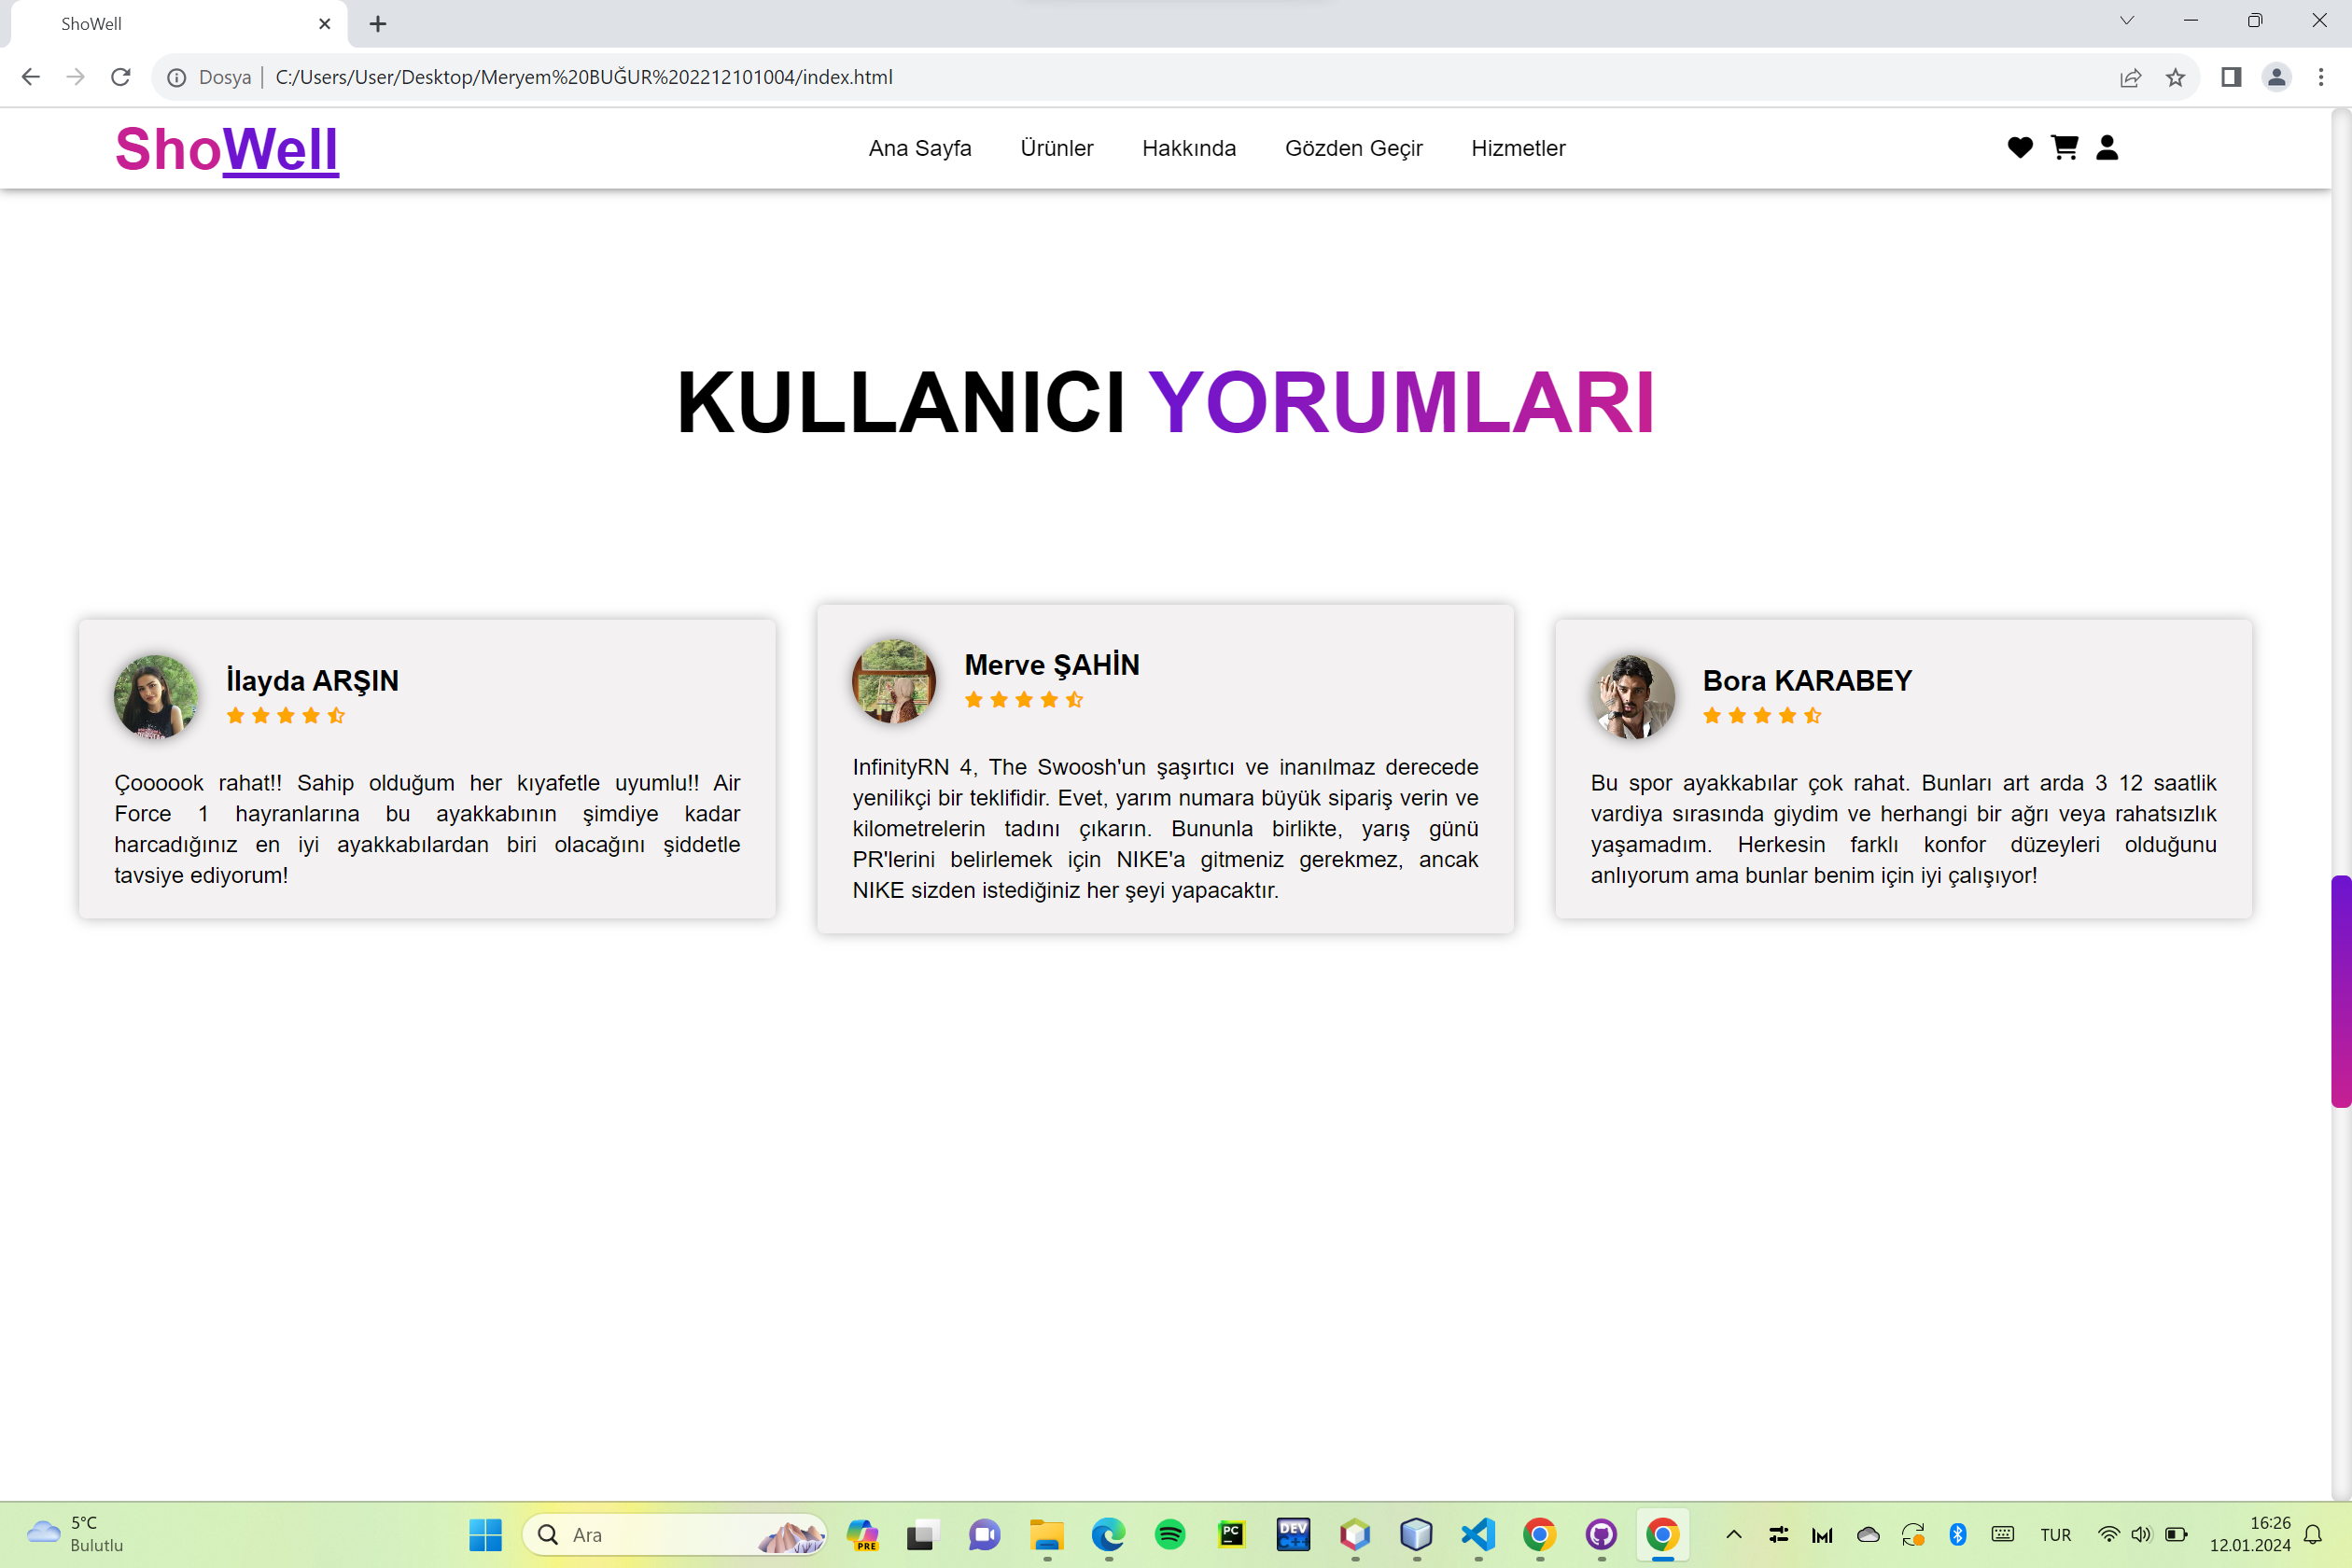 ShoWell
Dosya
C:/Users/User/Desktop/Meryem%20BUĞUR%202212101004/index.html
ShoWell
Ana Sayfa
Ürünler
Hakkında
Gözden Geçir
Hizmetler
KULLANICI YORUMLARI
İlayda ARŞIN
Çoooook rahat!! Sahip olduğum her kıyafetle uyumlu!! Air
Force 1 hayranlarına bu ayakkabının şimdiye kadar
harcadığınız en iyi ayakkabılardan biri olacağını şiddetle
tavsiye ediyorum!
Merve ŞAHİN
InfinityRN 4, The Swoosh'un şaşırtıcı ve inanılmaz derecede
yenilikçi bir teklifidir. Evet, yarım numara büyük sipariş verin ve
kilometrelerin tadını çıkarın. Bununla birlikte, yarış günü
PR'lerini belirlemek için NIKE'a gitmeniz gerekmez, ancak
NIKE sizden istediğiniz her şeyi yapacaktır.
Bora KARABEY
Bu spor ayakkabılar çok rahat. Bunları art arda 3 12 saatlik
vardiya sırasında giydim ve herhangi bir ağrı veya rahatsızlık
yaşamadım. Herkesin farklı konfor düzeyleri olduğunu
anlıyorum ama bunlar benim için iyi çalışıyor!
5°C
Bulutlu
Ara
PRE
PC
DEV
C++
TUR
16:26
12.01.2024